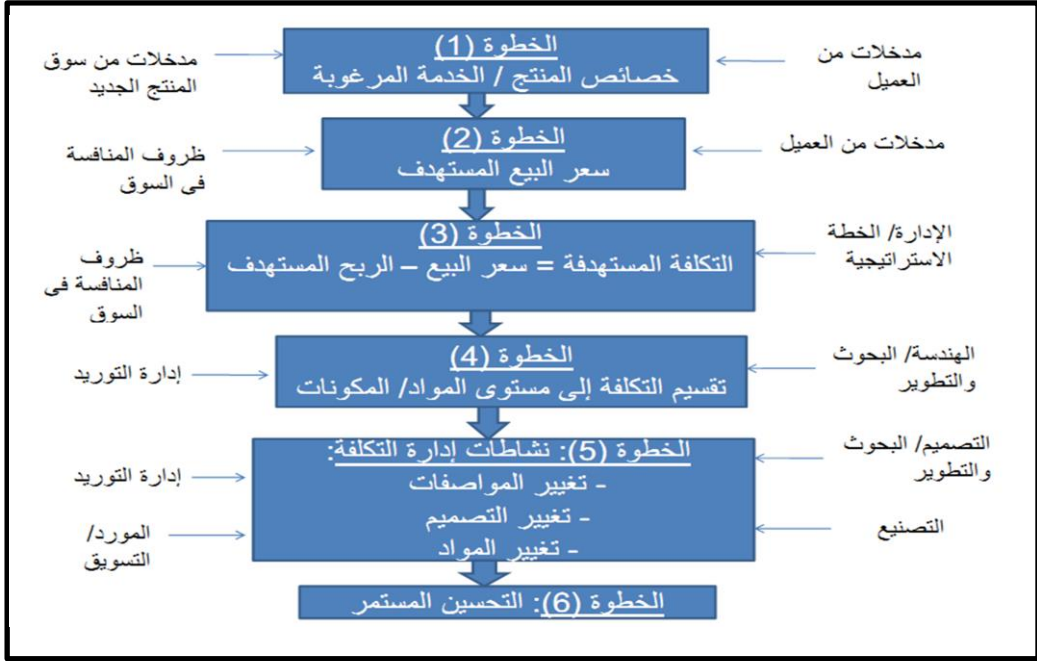 الخطوة (1)
خصائص المنتج / الخدمة المرغوبة
مدخلات من
العميل
مدخلات من سوق
المنتج الجديد
الخطوة (2)
سعر البيع المستهدف
مدخلات من العميل
ظروف المنافسة
فى السوق
الخطوة (3)
التكلفة المستهدفة = سعر البيع – الربح المستهدف
الإدارة/ الخطة
الاستراتيجية
ظروف
المنافسة فى
السوق
الخطوة (4)
تقسيم التكلفة إلى مستوى المواد/ المكونات
الهندسة/ البحوث
والتطوير
إدارة التوريد
الخطوة (5): نشاطات إدارة التكلفة:
- تغيير المواصفات
- تغيير التصميم
- تغيير المواد
التصميم/ البحوث
والتطوير
التصنيع
إدارة التوريد
المورد/
التسويق
الخطوة (6): التحسين المستمر